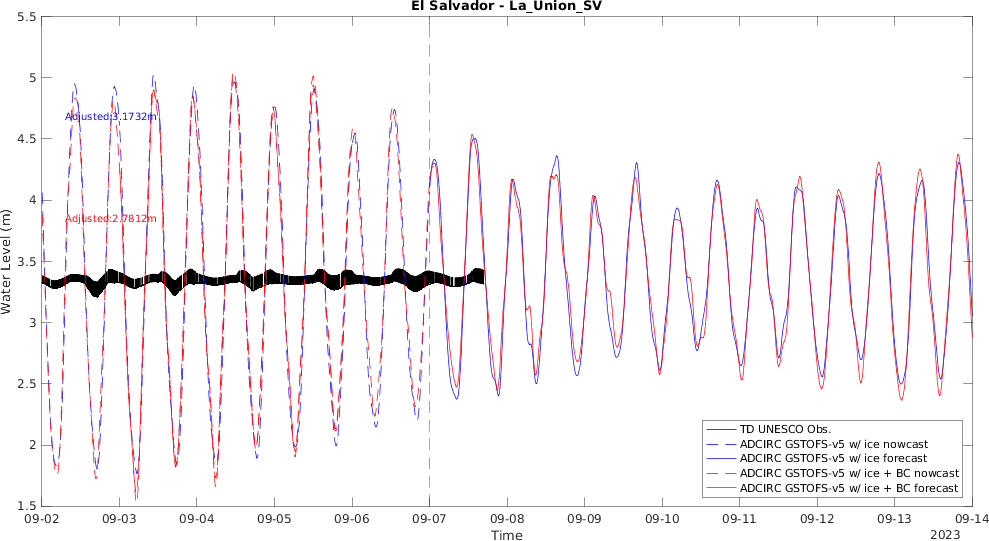 El Salvador - La_Union_SV
5.5
5
4.5
4
3.5
3
2.5
2
1.5
Water Level (m)
Adjusted:3.1732m
Adjusted:2.7812m
TD UNESCO Obs.
ADCIRC GSTOFS-v5 w/ ice nowcast
ADCIRC GSTOFS-v5 w/ ice forecast
ADCIRC GSTOFS-v5 w/ ice + BC nowcast
ADCIRC GSTOFS-v5 w/ ice + BC forecast
09-02 09-03 09-04 09-05 09-06 09-07 09-08 09-09 09-10 09-11 09-12 09-13 09-14
Time
2023